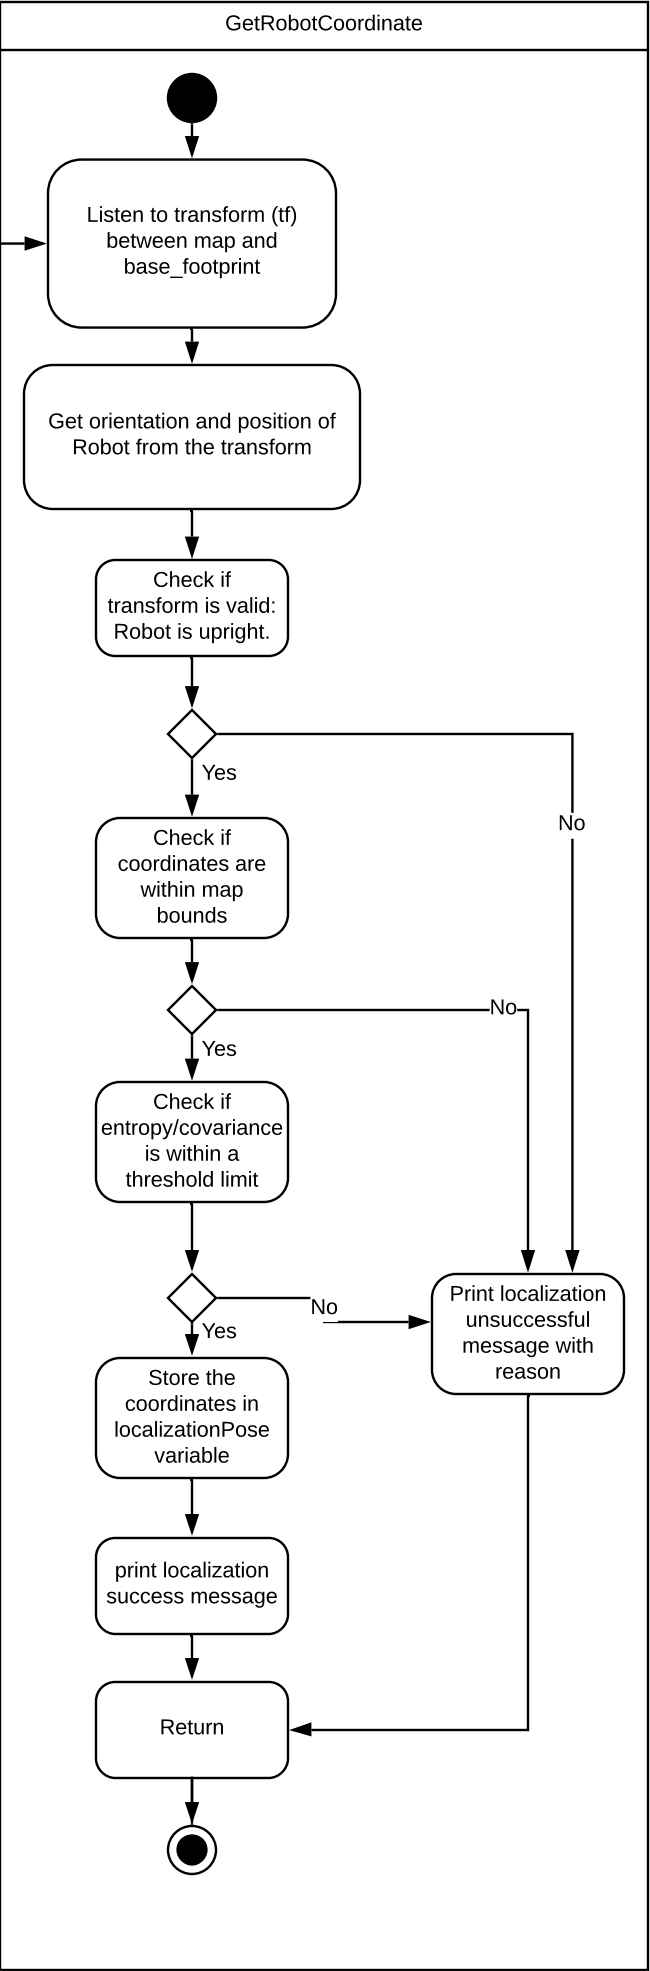 GetRobotCoordinate
Listen to transform (tf)
between map and
base_footprint
Get orientation and position of
Robot from the transform
Check if
transform is valid:
Robot is upright.
Yes
No
Check if
coordinates are
within map
bounds
No
Yes
Check if
entropy/covariance
is within a
threshold limit
No
Yes
Print localization
unsuccessful
message with
reason
Store the
coordinates in
localizationPose
variable
print localization
success message
Return